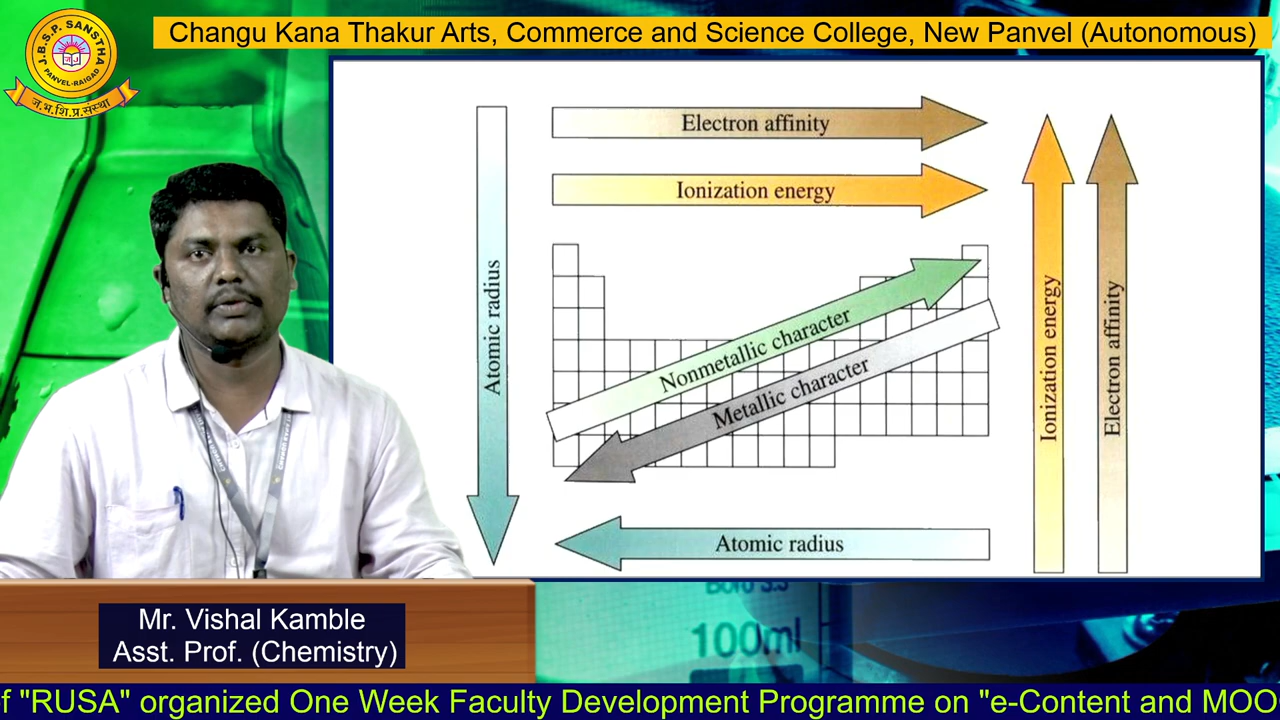 Changu Kana Thakur Arts, Commerce and Science College, New Panvel (Autonomous)
J.B.S.P. SANSTHA
PANVEL-RAIGAD
ज.भ.शि.प्र.संस्था
Electron affinity
Ionization energy
Atomic radius
Nonmetallic character
Metallic character
Ionization energy
Electron affinity
Atomic radius
100ml
Mr. Vishal Kamble
Asst. Prof. (Chemistry)
f "RUSA" organized One Week Faculty Development Programme on "e-Content and MOO